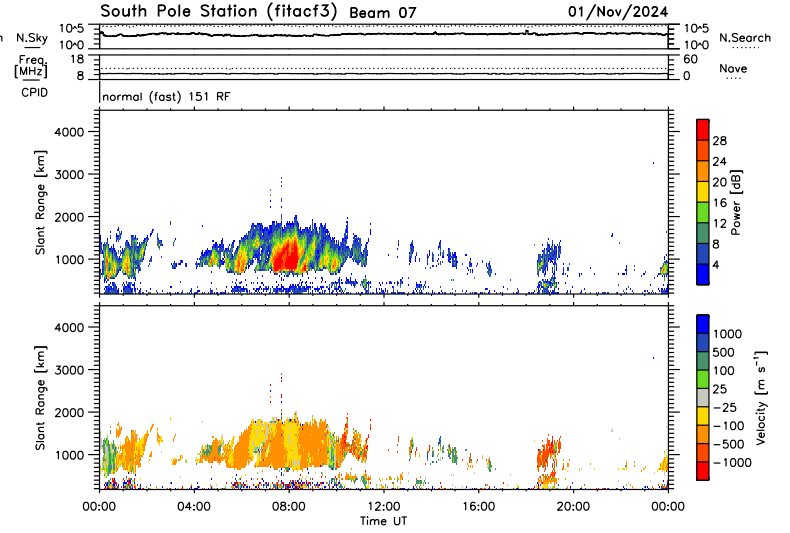 South Pole Station (fitacf3) Beam 07 01/Nov/2024
n N.Sky 10^5 10^0 10^5 10^0 N.Search
Freq. [MHz] 18 8 60 0 Nave
CPID normal (fast) 151 RF
Slant Range [km]
4000
3000
2000
1000
28
24
20
16
12
8
4
Power [dB]
Slant Range [km]
4000
3000
2000
1000
1000
500
100
25
-25
-100
-500
-1000
Velocity [m s⁻¹]
00:00 04:00 08:00 12:00 16:00 20:00 00:00
Time UT